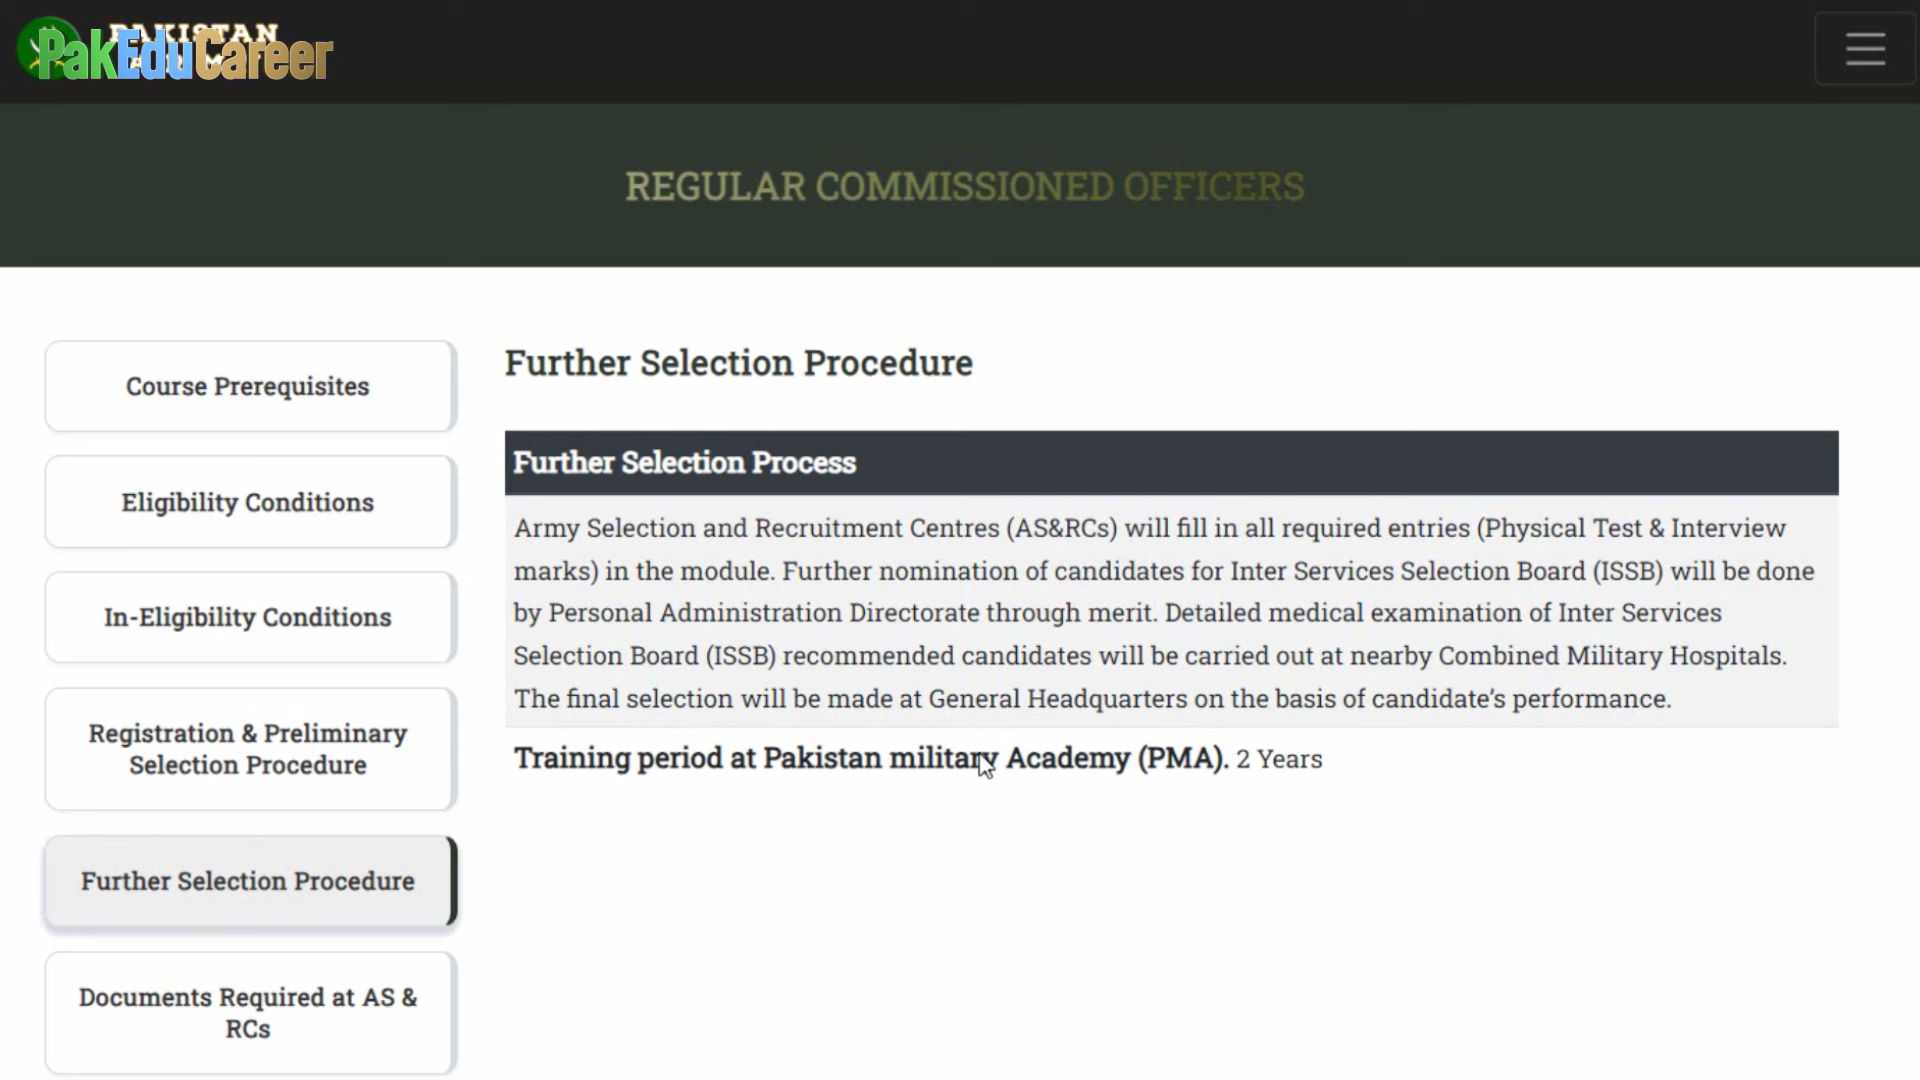 PAKISTAN
PakEduCareer
REGULAR COMMISSIONED OFFICERS
Course Prerequisites
Eligibility Conditions
In-Eligibility Conditions
Registration & Preliminary
Selection Procedure
Further Selection Procedure
Documents Required at AS &
RCs
Further Selection Procedure
Further Selection Process
Army Selection and Recruitment Centres (AS&RCs) will fill in all required entries (Physical Test & Interview
marks) in the module. Further nomination of candidates for Inter Services Selection Board (ISSB) will be done
by Personal Administration Directorate through merit. Detailed medical examination of Inter Services
Selection Board (ISSB) recommended candidates will be carried out at nearby Combined Military Hospitals.
The final selection will be made at General Headquarters on the basis of candidate’s performance.
Training period at Pakistan military Academy (PMA). 2 Years